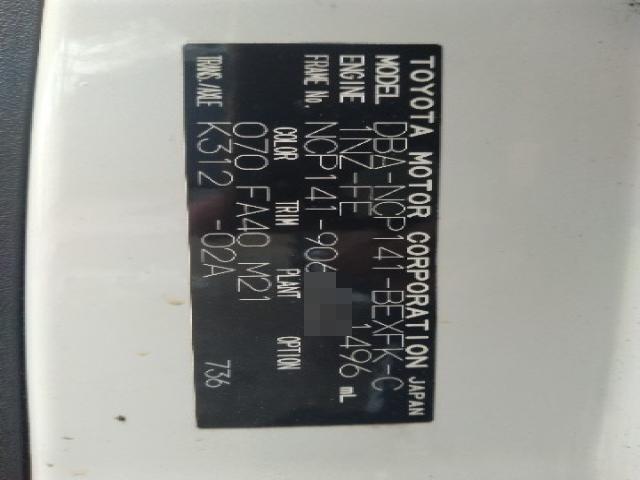 TOYOTA MOTOR CORPORATION JAPAN
MODEL DBA-NCP141-BEXFK-C
ENGINE 1NZ-FE 1496 mL
FRAME No. NCP141-906
COLOR TRIM PLANT OPTION
070 FA40 M21
TRANS./AXLE K312 -02A 736